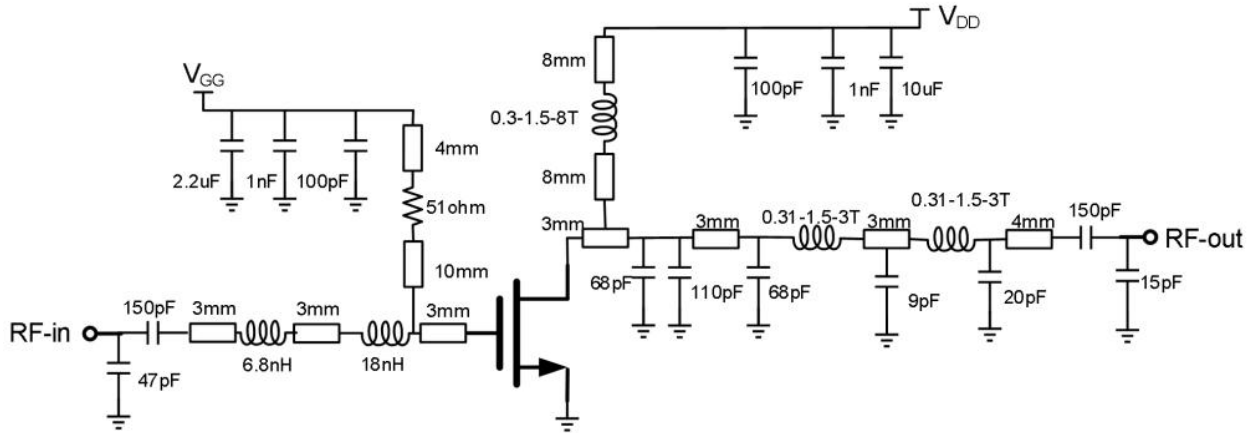 V_DD
8mm
100pF
1nF
10uF
V_GG
0.3-1.5-8T
4mm
2.2uF
1nF
100pF
8mm
51ohm
3mm
3mm
0.31-1.5-3T
3mm
0.31-1.5-3T
4mm
150pF
RF-out
10mm
68pF
110pF
68pF
9pF
20pF
15pF
150pF
3mm
3mm
3mm
RF-in
6.8nH
18nH
47pF